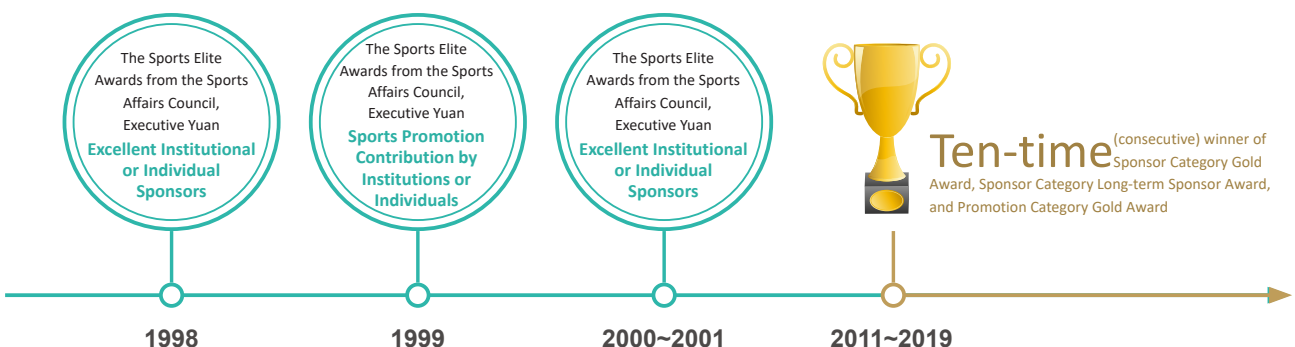 The Sports Elite
Awards from the Sports
Affairs Council,
Executive Yuan
Excellent Institutional
or Individual
Sponsors
The Sports Elite
Awards from the Sports
Affairs Council,
Executive Yuan
Sports Promotion
Contribution by
Institutions or
Individuals
The Sports Elite
Awards from the Sports
Affairs Council,
Executive Yuan
Excellent Institutional
or Individual
Sponsors
Ten-time (consecutive) winner of
Sponsor Category Gold
Award, Sponsor Category Long-term Sponsor Award,
and Promotion Category Gold Award
1998
1999
2000~2001
2011~2019